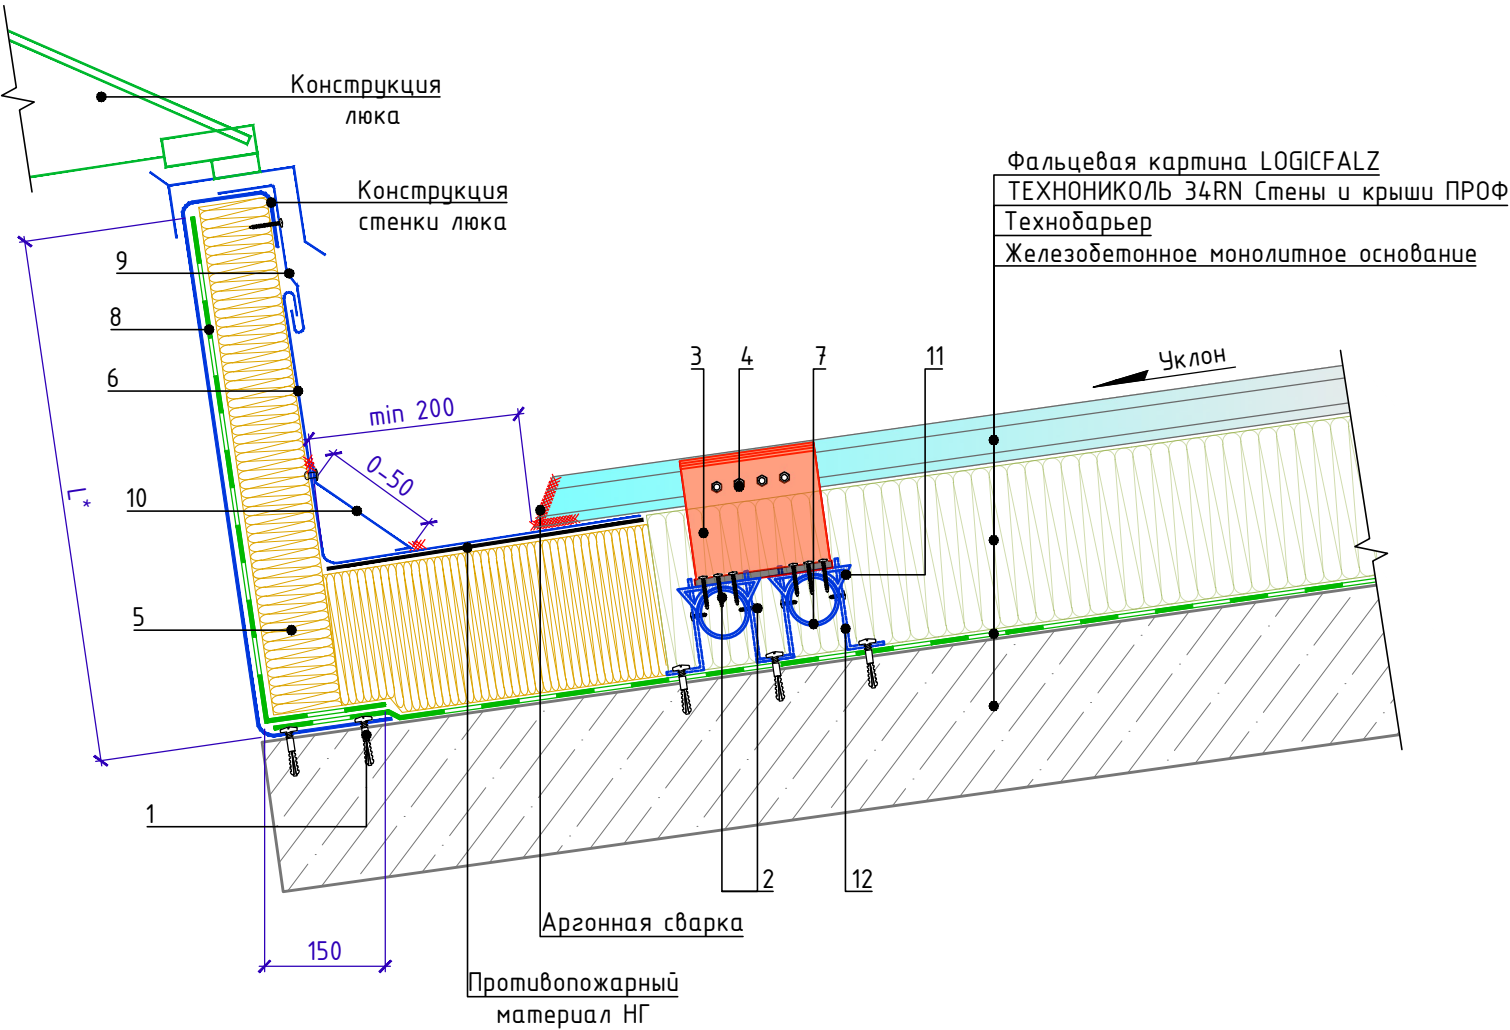 Конструкция
люка
Конструкция
стенки люка
Фальцевая картина LOGICFALZ
ТЕХНОНИКОЛЬ 34RN Стены и крыши ПРОФ
Технобарьер
Железобетонное монолитное основание
9
8
6
10
5
1
L*
min 200
0-50
150
3
4
7
11
Уклон
2
12
Аргонная сварка
Противопожарный
материал НГ